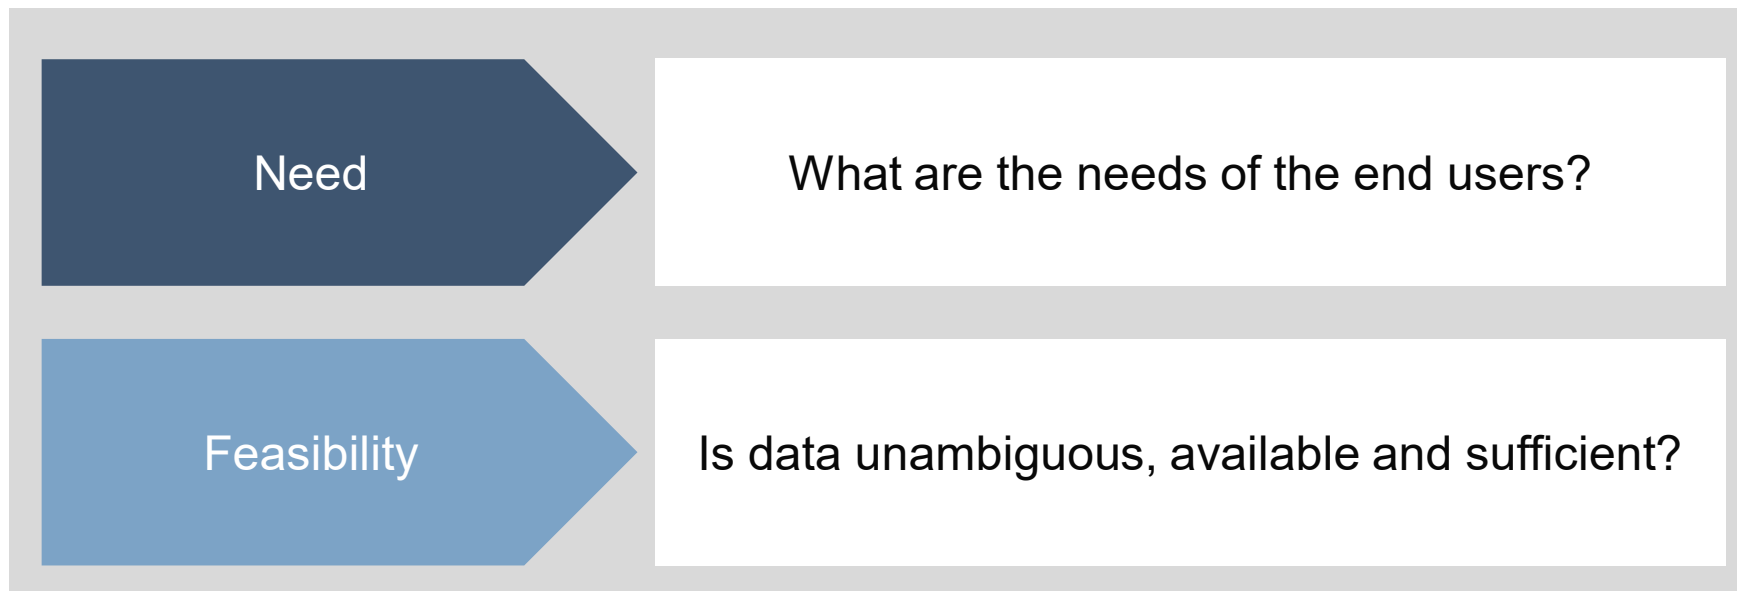 Need
What are the needs of the end users?
Feasibility
Is data unambiguous, available and sufficient?